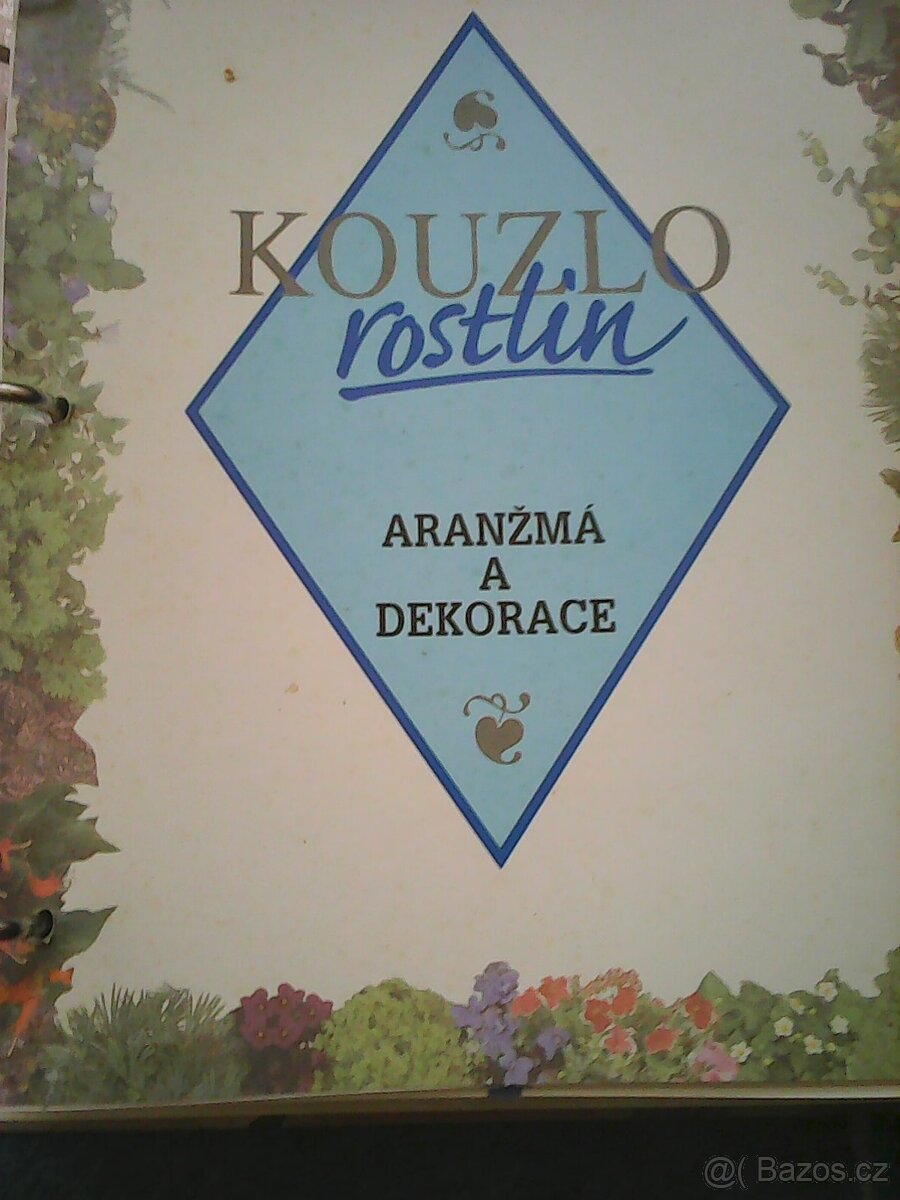 KOUZLO
rostlin
ARANŽMÁ
A
DEKORACE
@( Bazos.cz